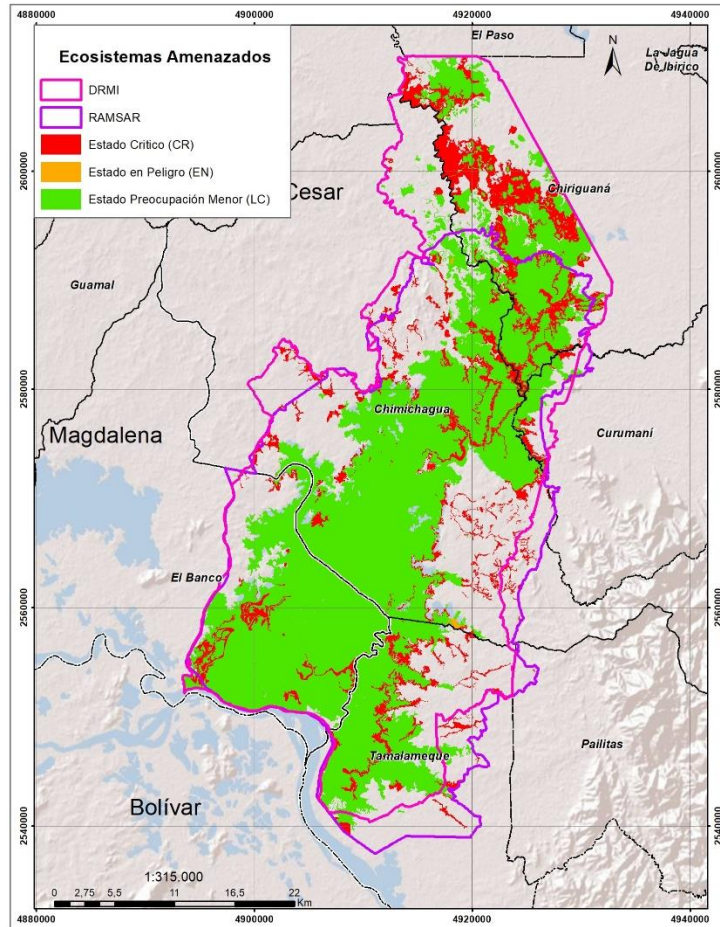 4880000
4900000
4920000
4940000
El Paso
La Jagua
De Ibirico
N
Ecosistemas Amenazados
DRMI
RAMSAR
Estado Critico (CR)
Estado en Peligro (EN)
Estado Preocupación Menor (LC)
2600000
2600000
Cesar
Chiriguaná
Guamal
2580000
2580000
Chimichagua
Magdalena
Curumaní
El Banco
2560000
2560000
Pailitas
Tamalameque
Bolívar
2540000
2540000
1:315.000
0 2,75 5,5 11 16,5 22
Km
4880000
4900000
4920000
4940000